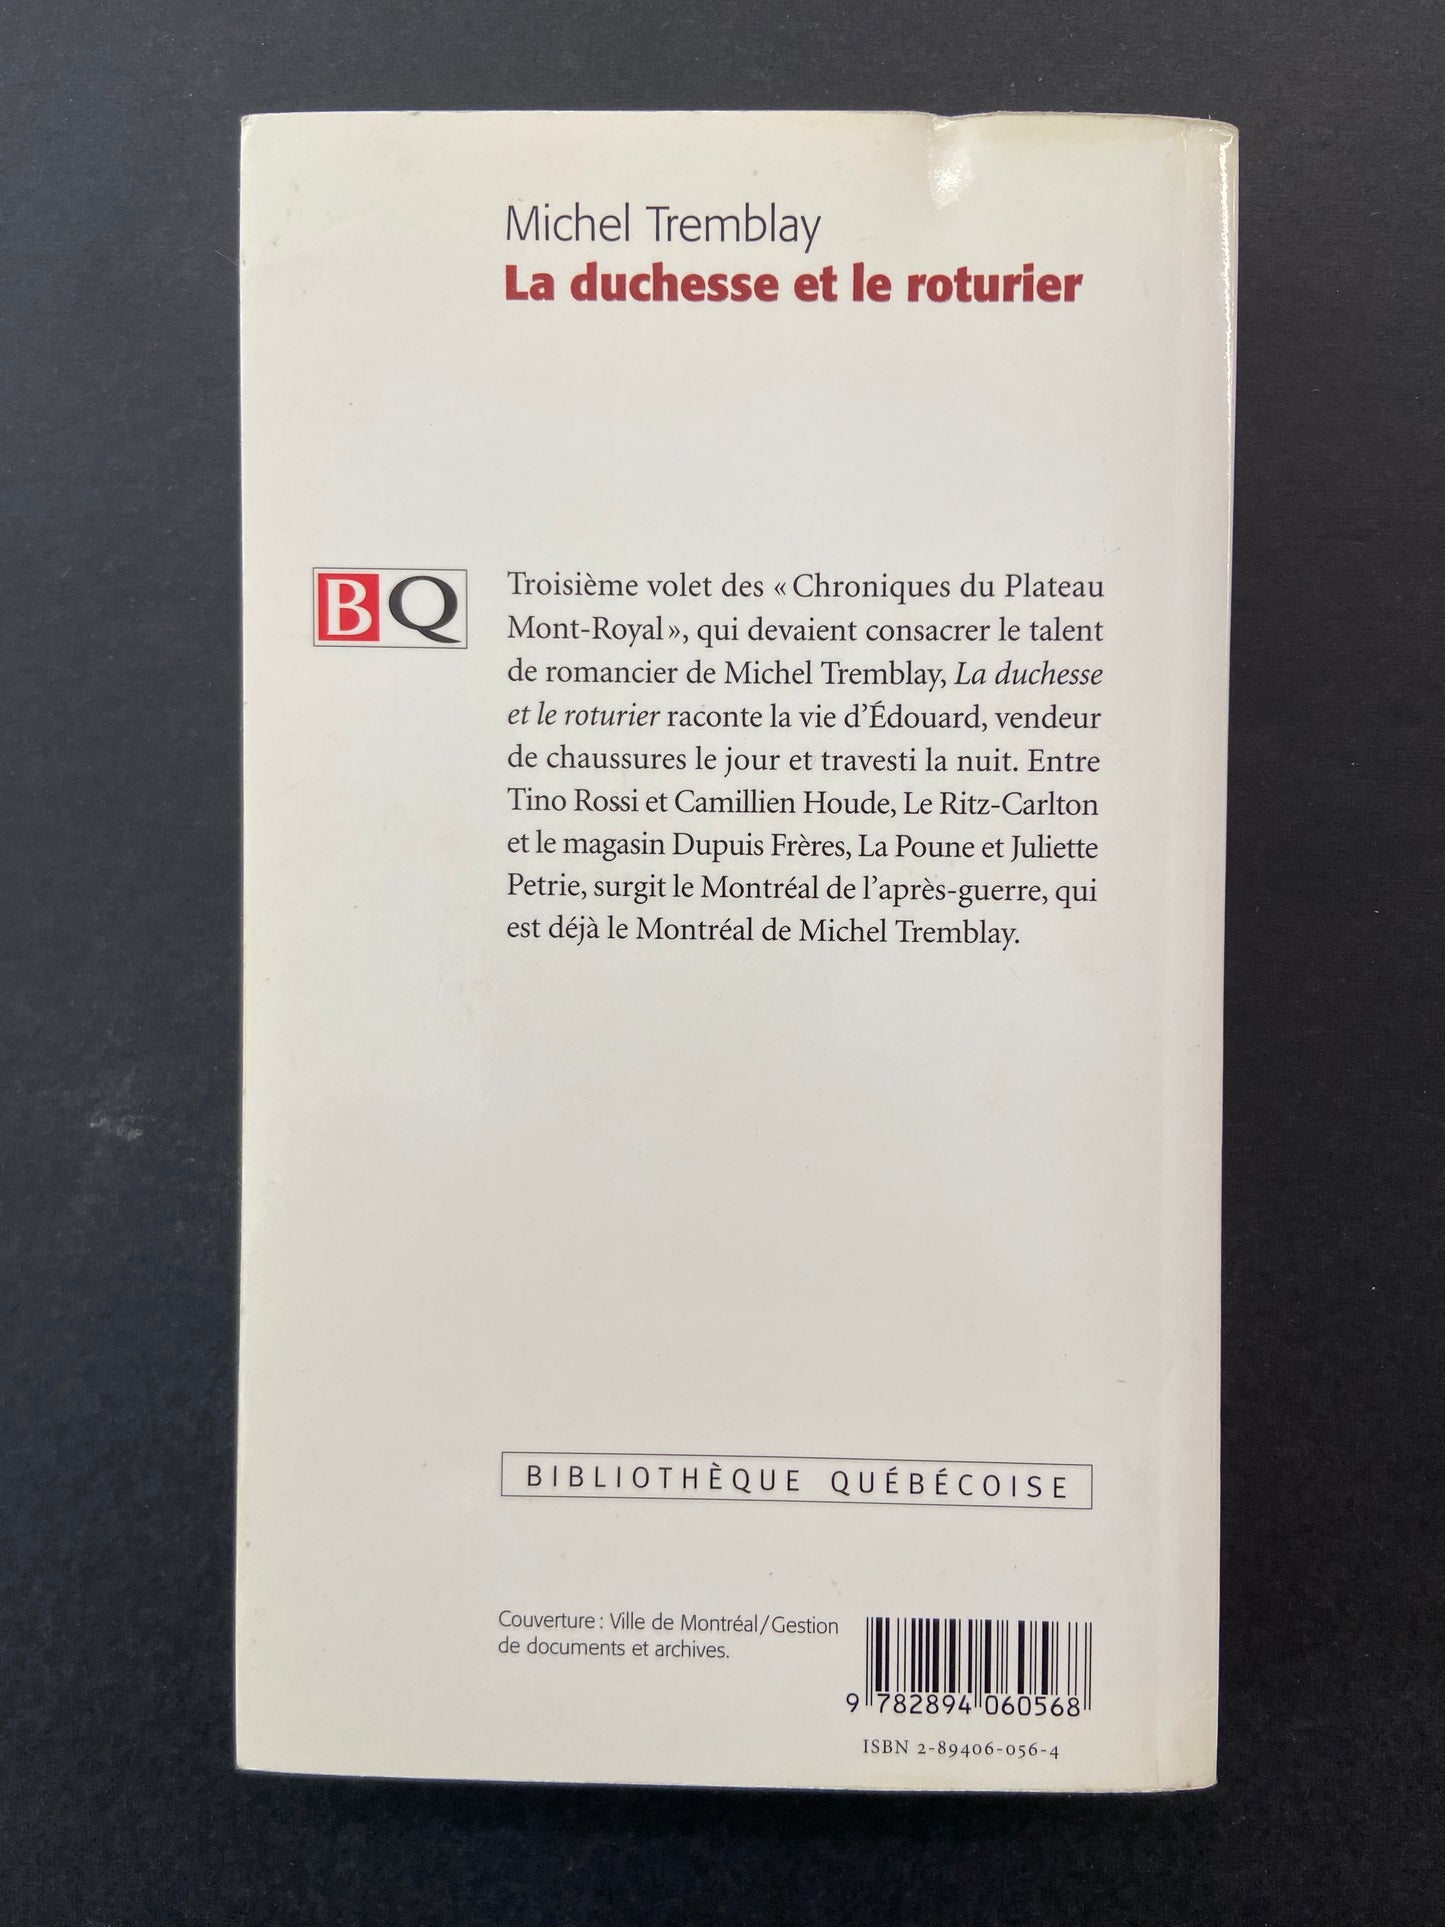 Michel Tremblay
La duchesse et le roturier
BQ
Troisième volet des « Chroniques du Plateau
Mont-Royal », qui devaient consacrer le talent
de romancier de Michel Tremblay, La duchesse
et le roturier raconte la vie d’Édouard, vendeur
de chaussures le jour et travesti la nuit. Entre
Tino Rossi et Camillien Houde, Le Ritz-Carlton
et le magasin Dupuis Frères, La Poune et Juliette
Petrie, surgit le Montréal de l’après-guerre, qui
est déjà le Montréal de Michel Tremblay.
BIBLIOTHÈQUE QUÉBÉCOISE
Couverture : Ville de Montréal/Gestion
de documents et archives.
9 782894 060568
ISBN 2-89406-056-4